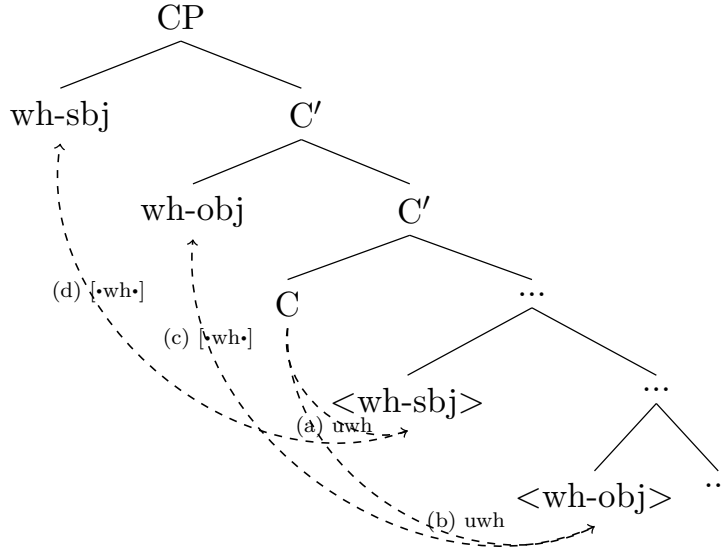 CP
wh-sbj
C′
wh-obj
C′
(d) [•wh•]
C
...
(c) [•wh•]
<wh-sbj>
...
(a) uwh
<wh-obj>
..
(b) uwh